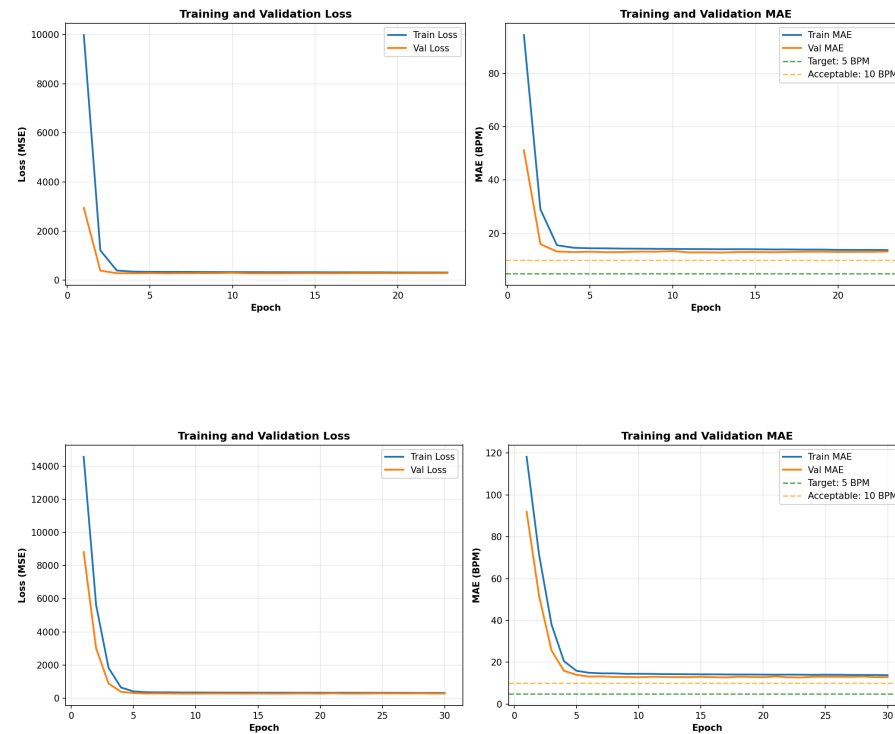 Training and Validation Loss
Loss (MSE)
10000
8000
6000
4000
2000
0
0 5 10 15 20
Epoch
Train Loss
Val Loss
Training and Validation MAE
MAE (BPM)
80
60
40
20
0 5 10 15 20
Epoch
Train MAE
Val MAE
Target: 5 BPM
Acceptable: 10 BPM
Training and Validation Loss
Loss (MSE)
14000
12000
10000
8000
6000
4000
2000
0
0 5 10 15 20 25 30
Epoch
Train Loss
Val Loss
Training and Validation MAE
MAE (BPM)
120
100
80
60
40
20
0
0 5 10 15 20 25 30
Epoch
Train MAE
Val MAE
Target: 5 BPM
Acceptable: 10 BPM